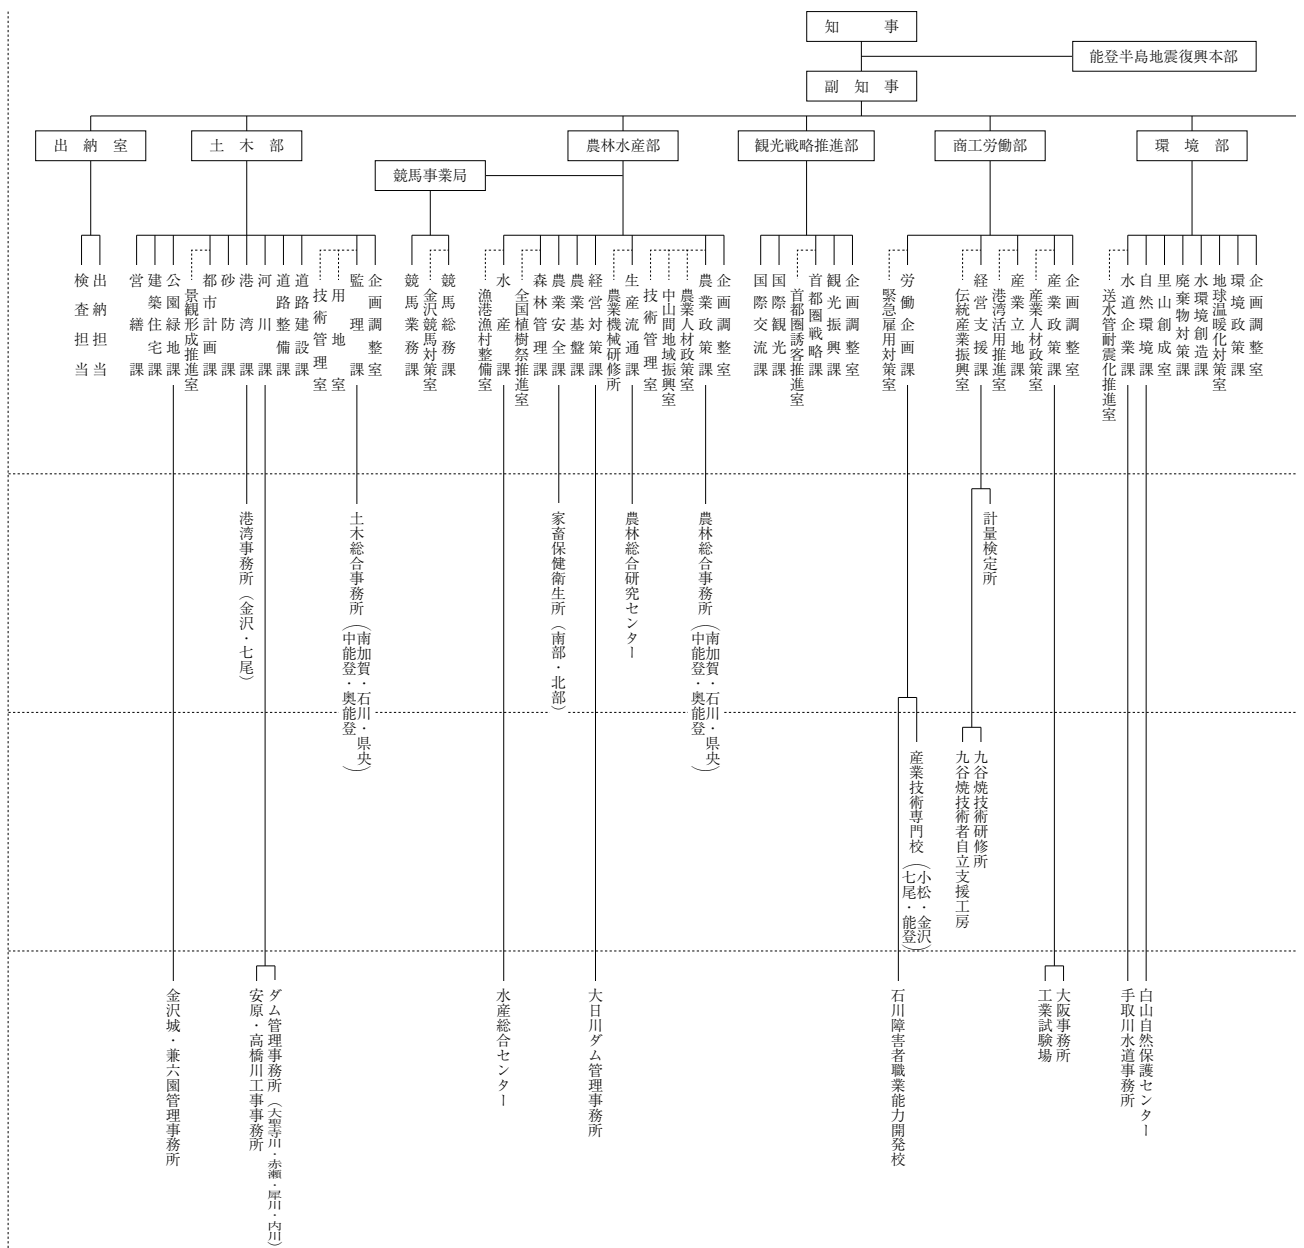 知事
能登半島地震復興本部
副知事
環境部
商工労働部
観光戦略推進部
農林水産部
競馬事業局
土木部
出納室
企画調整室
環境政策課
地球温暖化対策室
水環境創造課
廃棄物対策課
里山創成室
自然環境課
水道企業課
送水管耐震化推進室
企画調整室
産業政策課
産業人材政策室
産業立地課
港湾活用推進室
経営支援課
伝統産業振興室
労働企画課
緊急雇用対策室
企画調整室
観光振興課
首都圏戦略課
首都圏誘客推進室
国際観光課
国際交流課
企画調整室
農業政策課
農業人材政策室
中山間地域振興室
技術管理室
生産流通課
農業機械研修所
経営対策課
農業基盤課
農業安全課
森林管理課
全国植樹祭推進室
水産課
漁港漁村整備室
競馬総務課
金沢競馬対策室
競馬業務課
企画調整室
監理課
用地室
技術管理室
道路建設課
道路整備課
河川課
港湾課
砂防課
都市計画課
景観形成推進室
公園緑地課
建築住宅課
営繕課
出納担当
検査担当
計量検定所
農林総合事務所(南加賀・石川・県央
中能登・奥能登)
農林総合研究センター
家畜保健衛生所(南部・北部)
土木総合事務所(南加賀・石川・県央
中能登・奥能登)
港湾事務所(金沢・七尾)
九谷焼技術研修所
九谷焼技術者自立支援工房
産業技術専門校(小松・金沢
七尾・能登)
白山自然保護センター
手取川水道事務所
大阪事務所
工業試験場
石川障害者職業能力開発校
大日川ダム管理事務所
水産総合センター
ダム管理事務所(大聖寺川・赤瀬・犀川・内川)
安原・高橋川工事事務所
金沢城・兼六園管理事務所